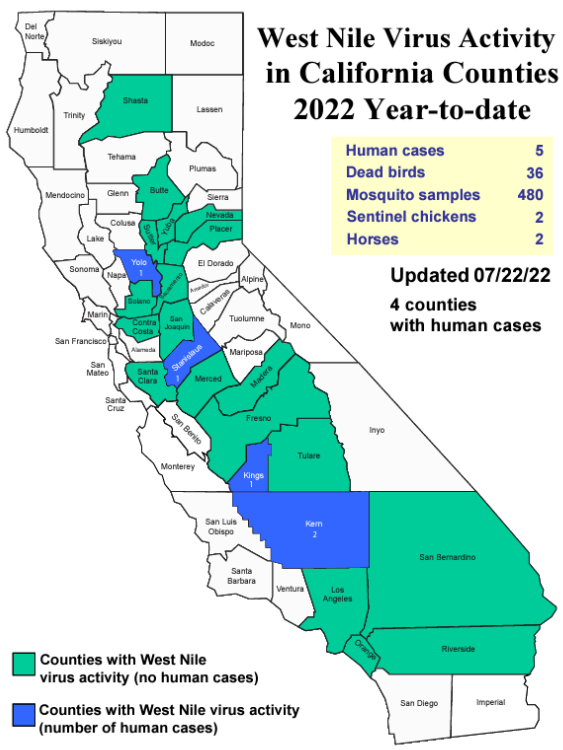 West Nile Virus Activity
in California Counties
2022 Year-to-date
Human cases 5
Dead birds 36
Mosquito samples 480
Sentinel chickens 2
Horses 2
Updated 07/22/22
4 counties
with human cases
Del
Norte
Siskiyou
Modoc
Humboldt
Trinity
Shasta
Lassen
Tehama
Plumas
Mendocino
Glenn
Butte
Sierra
Colusa
Sutter
Yuba
Nevada
Placer
Lake
Yolo
1
El Dorado
Sonoma
Napa
Sacramento
Amador
Alpine
Solano
Calaveras
Marin
Contra
Costa
San
Joaquin
Tuolumne
Mono
San Francisco
Alameda
Stanislaus
1
Mariposa
San
Mateo
Santa
Clara
Merced
Madera
Santa
Cruz
San Benito
Fresno
Inyo
Monterey
Kings
1
Tulare
San Luis
Obispo
Kern
2
San Bernardino
Santa
Barbara
Ventura
Los
Angeles
Orange
Riverside
San Diego
Imperial
Counties with West Nile
virus activity (no human cases)
Counties with West Nile virus activity
(number of human cases)